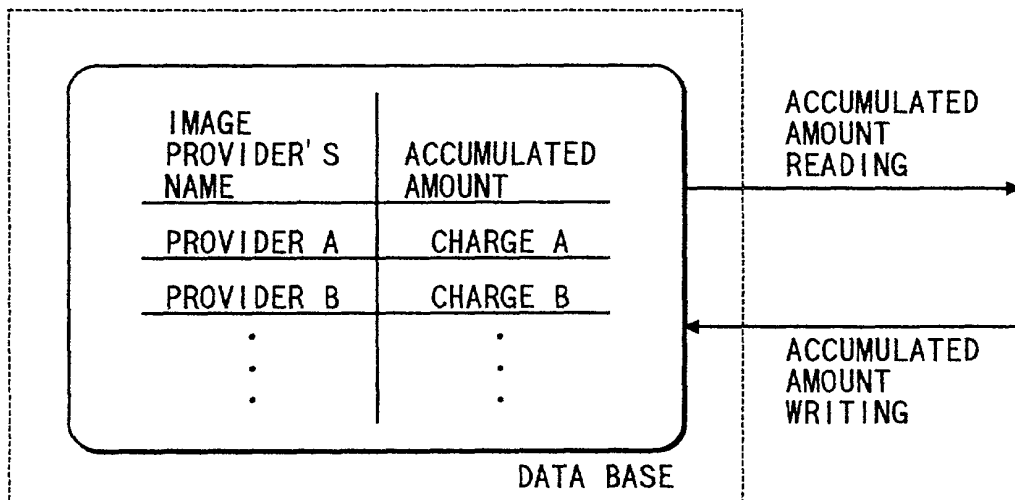 IMAGE
PROVIDER'S
NAME
ACCUMULATED
AMOUNT
PROVIDER A
CHARGE A
PROVIDER B
CHARGE B
DATA BASE
ACCUMULATED
AMOUNT
READING
ACCUMULATED
AMOUNT
WRITING